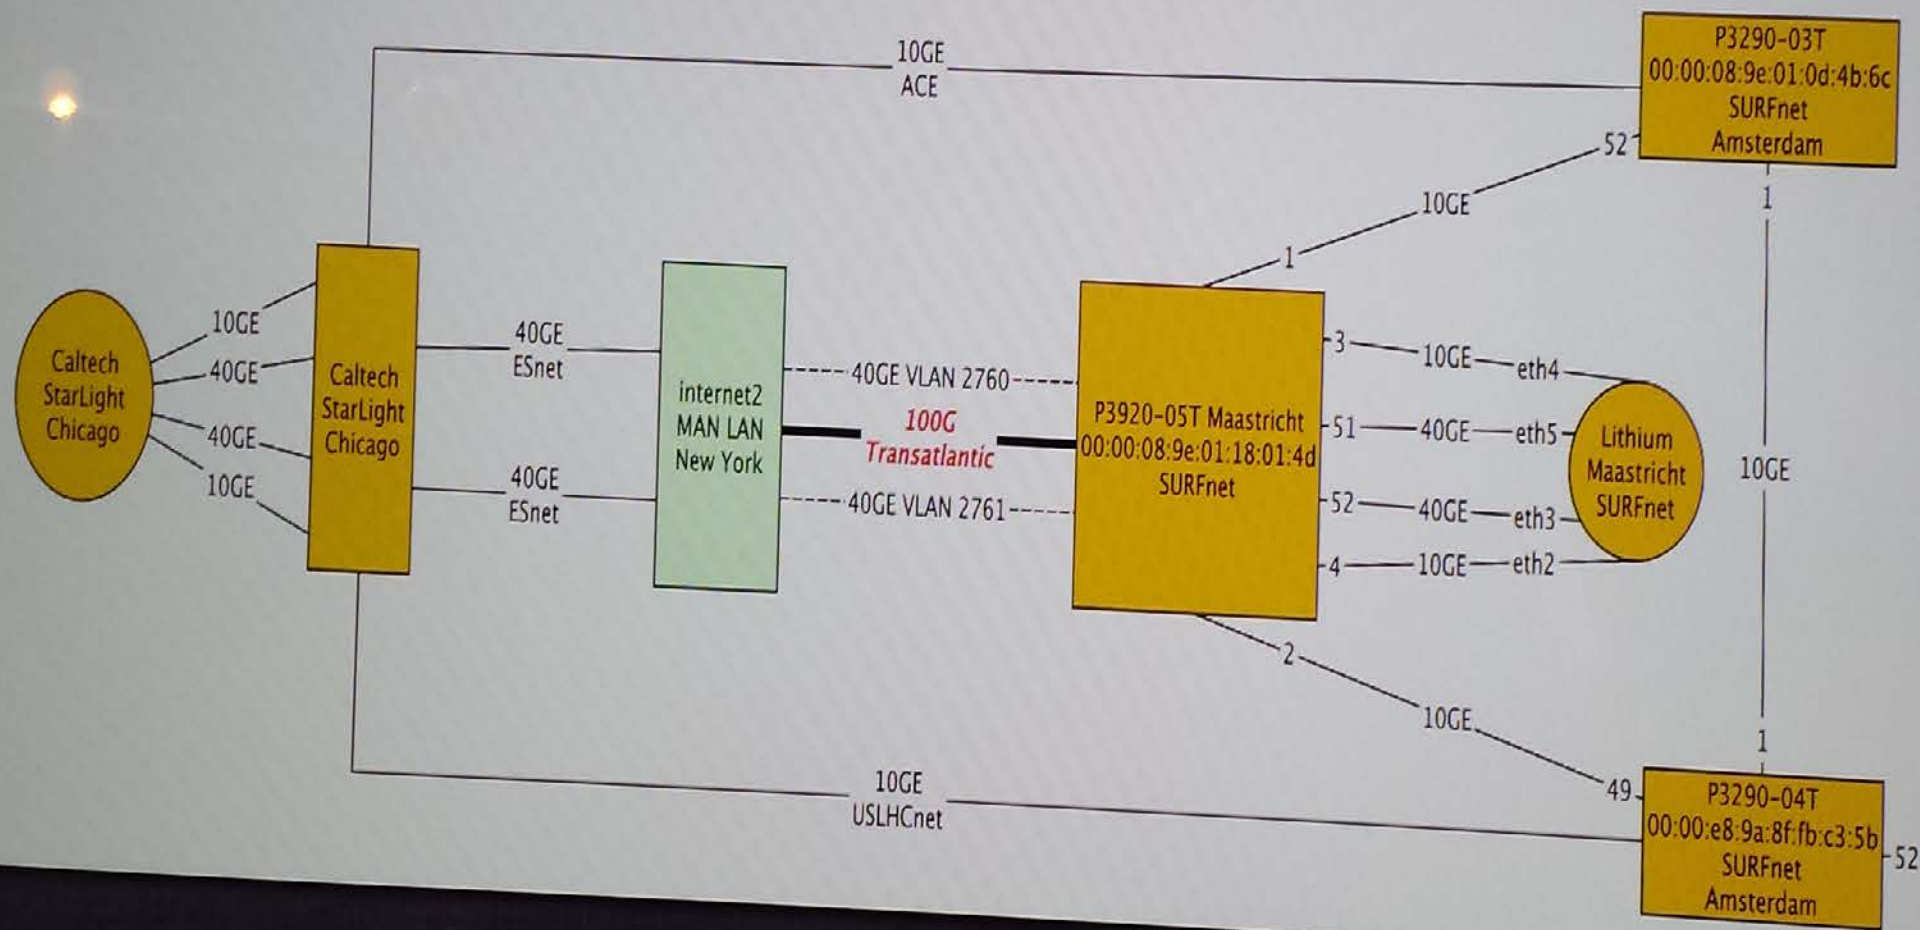 10GE
ACE
P3290-03T
00:00:08:9e:01:0d:4b:6c
SURFnet
Amsterdam
52
1
10GE
1
Caltech
StarLight
Chicago
10GE
40GE
40GE
10GE
Caltech
StarLight
Chicago
40GE
ESnet
40GE
ESnet
internet2
MAN LAN
New York
40GE VLAN 2760
100G
Transatlantic
40GE VLAN 2761
P3920-05T Maastricht
00:00:08:9e:01:18:01:4d
SURFnet
3 10GE eth4
51 40GE eth5
52 40GE eth3
4 10GE eth2
Lithium
Maastricht
SURFnet
10GE
2
10GE
1
49
10GE
USLHCnet
P3290-04T
00:00:e8:9a:8f:fb:c3:5b
SURFnet
Amsterdam
52